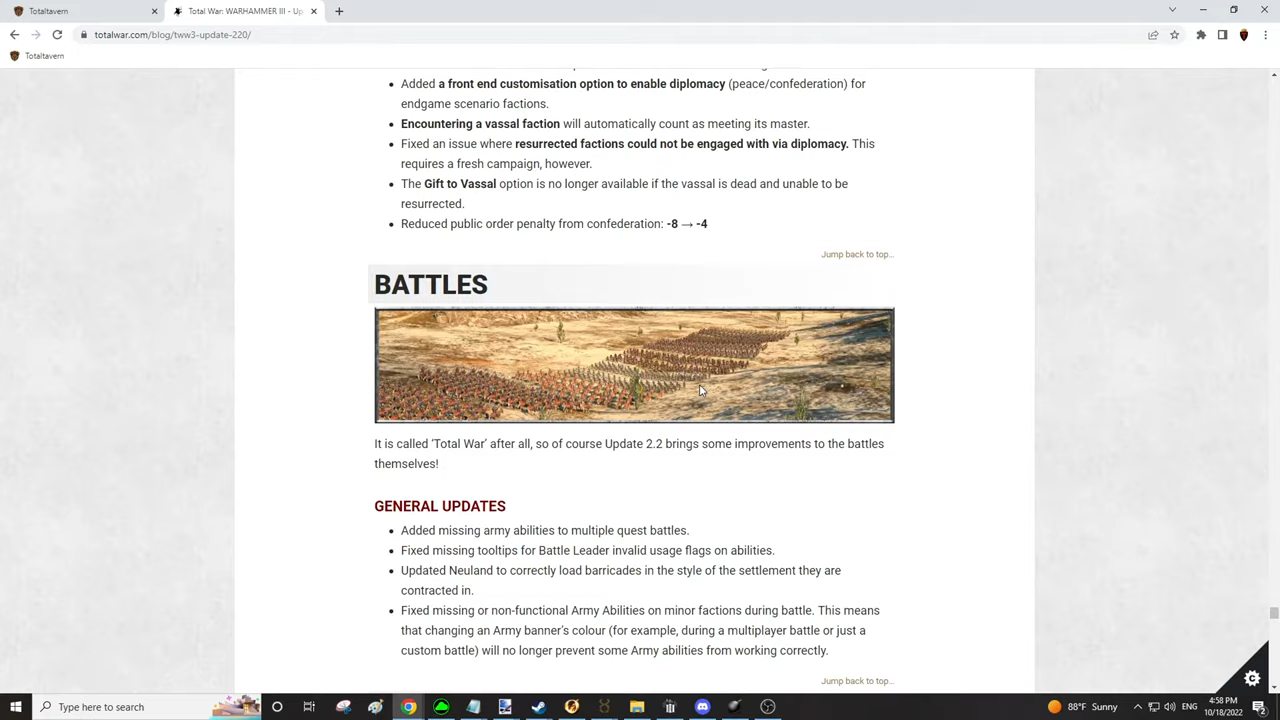 Totaltavern
Total War: WARHAMMER III - Up
totalwar.com/blog/tww3-update-220/
Totaltavern
Added a front end customisation option to enable diplomacy (peace/confederation) for
endgame scenario factions.
Encountering a vassal faction will automatically count as meeting its master.
Fixed an issue where resurrected factions could not be engaged with via diplomacy. This
requires a fresh campaign, however.
The Gift to Vassal option is no longer available if the vassal is dead and unable to be
resurrected.
Reduced public order penalty from confederation: -8 → -4
Jump back to top...
BATTLES
It is called ‘Total War’ after all, so of course Update 2.2 brings some improvements to the battles
themselves!
GENERAL UPDATES
Added missing army abilities to multiple quest battles.
Fixed missing tooltips for Battle Leader invalid usage flags on abilities.
Updated Neuland to correctly load barricades in the style of the settlement they are
contracted in.
Fixed missing or non-functional Army Abilities on minor factions during battle. This means
that changing an Army banner’s colour (for example, during a multiplayer battle or just a
custom battle) will no longer prevent some Army abilities from working correctly.
Jump back to top...
Type here to search
88°F Sunny
ENG
4:58 PM
10/18/2022
2